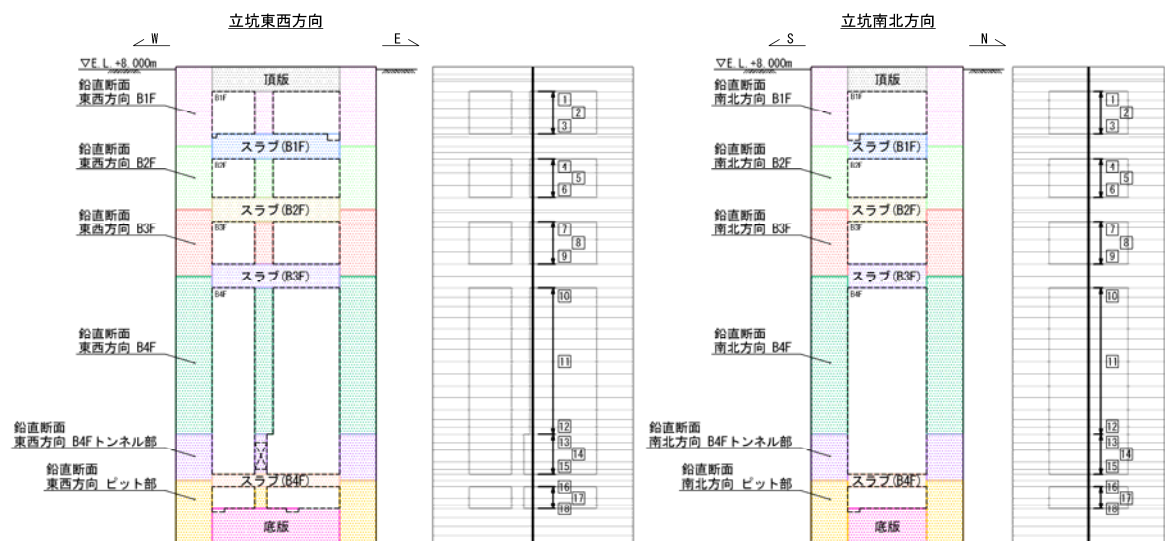 立坑東西方向
W
E
▽E.L.+8.000m
頂版
鉛直断面
東西方向 B1F
B1F
スラブ(B1F)
鉛直断面
東西方向 B2F
B2F
スラブ(B2F)
鉛直断面
東西方向 B3F
B3F
スラブ(B3F)
B4F
鉛直断面
東西方向 B4F
鉛直断面
東西方向 B4Fトンネル部
スラブ(B4F)
鉛直断面
東西方向 ピット部
底版
1
2
3
4
5
6
7
8
9
10
11
12
13
14
15
16
17
18
立坑南北方向
S
N
▽E.L.+8.000m
頂版
鉛直断面
南北方向 B1F
B1F
スラブ(B1F)
鉛直断面
南北方向 B2F
B2F
スラブ(B2F)
鉛直断面
南北方向 B3F
B3F
スラブ(B3F)
B4F
鉛直断面
南北方向 B4F
鉛直断面
南北方向 B4Fトンネル部
スラブ(B4F)
鉛直断面
南北方向 ピット部
底版
1
2
3
4
5
6
7
8
9
10
11
12
13
14
15
16
17
18